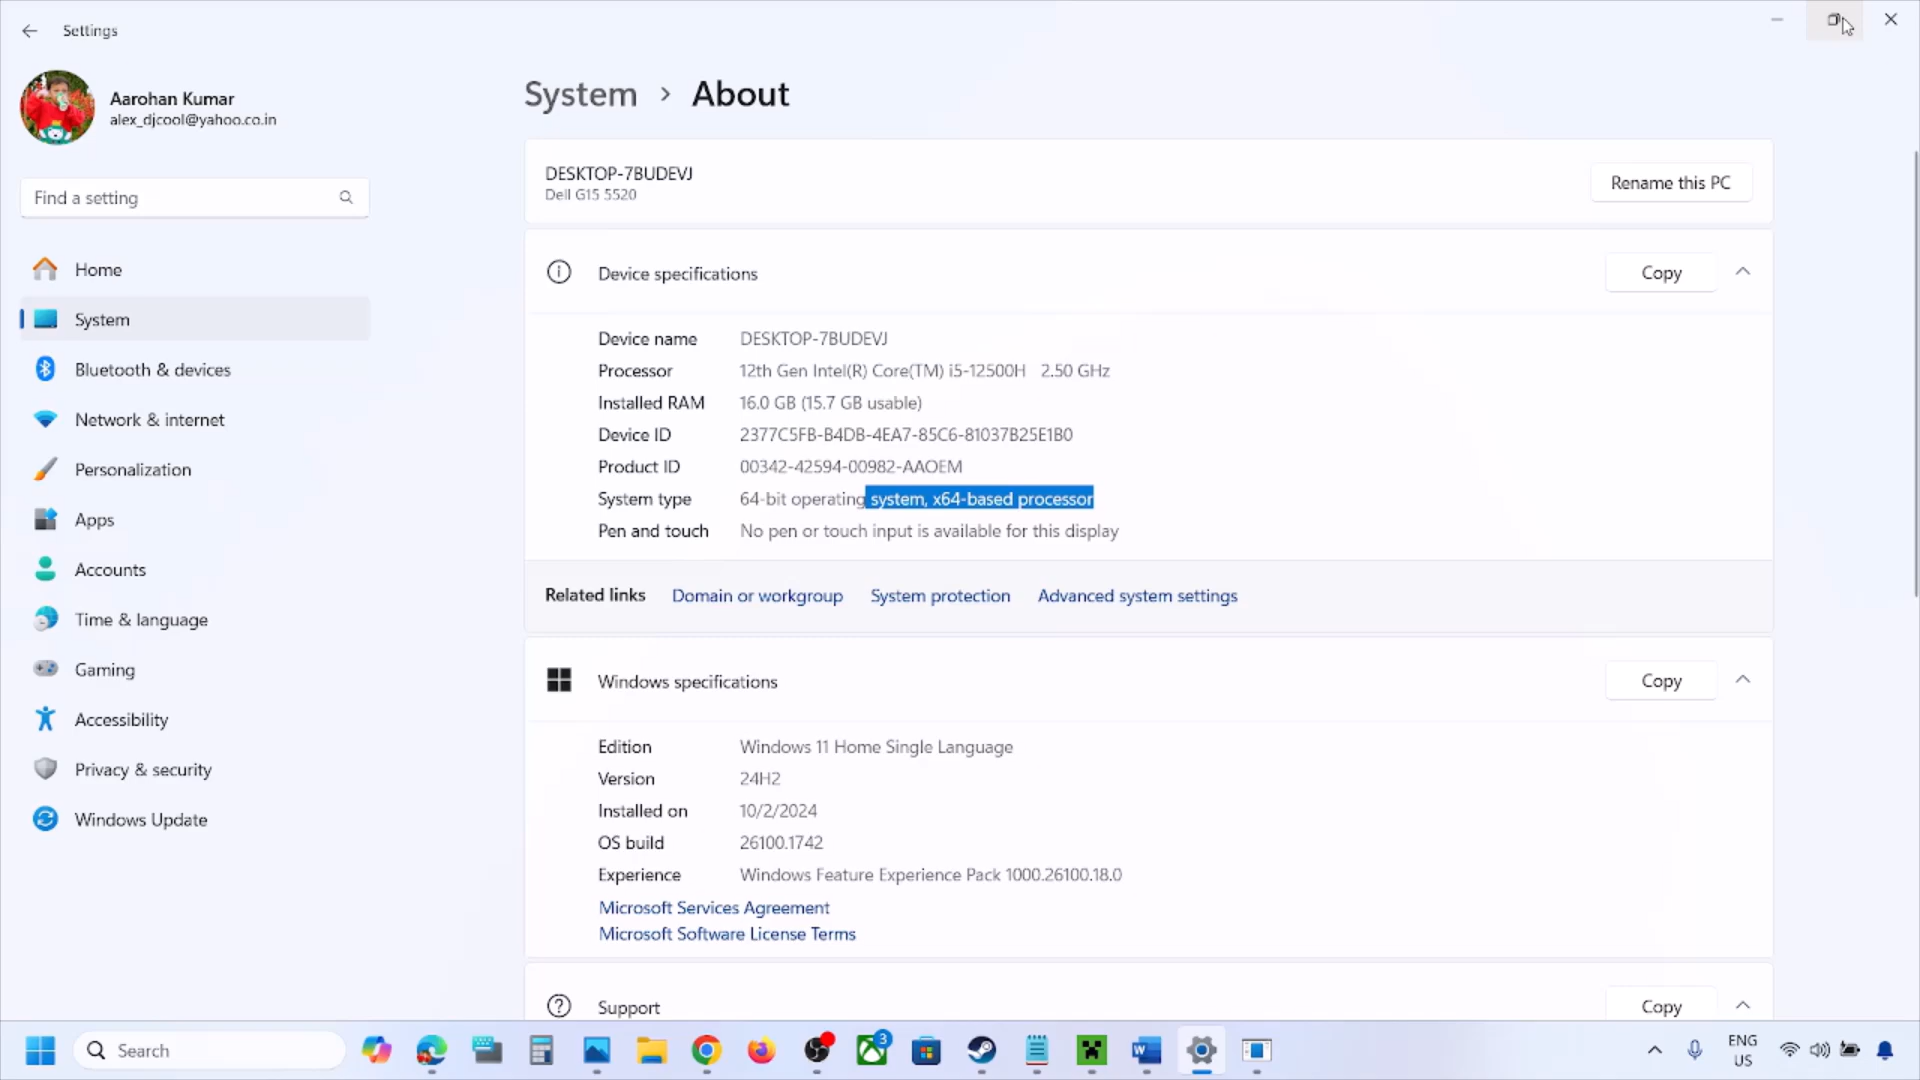 Settings
Aarohan Kumar
alex_djcool@yahoo.co.in
Find a setting
Home
System
Bluetooth & devices
Network & internet
Personalization
Apps
Accounts
Time & language
Gaming
Accessibility
Privacy & security
Windows Update
System > About
DESKTOP-7BUDEVJ
Dell G15 5520
Rename this PC
Device specifications
Copy
Device name DESKTOP-7BUDEVJ
Processor 12th Gen Intel(R) Core(TM) i5-12500H 2.50 GHz
Installed RAM 16.0 GB (15.7 GB usable)
Device ID 2377C5FB-B4DB-4EA7-85C6-81037B25E1B0
Product ID 00342-42594-00982-AAOEM
System type 64-bit operating system, x64-based processor
Pen and touch No pen or touch input is available for this display
Related links Domain or workgroup System protection Advanced system settings
Windows specifications
Copy
Edition Windows 11 Home Single Language
Version 24H2
Installed on 10/2/2024
OS build 26100.1742
Experience Windows Feature Experience Pack 1000.26100.18.0
Microsoft Services Agreement
Microsoft Software License Terms
Support
Copy
Search
3
ENG
US